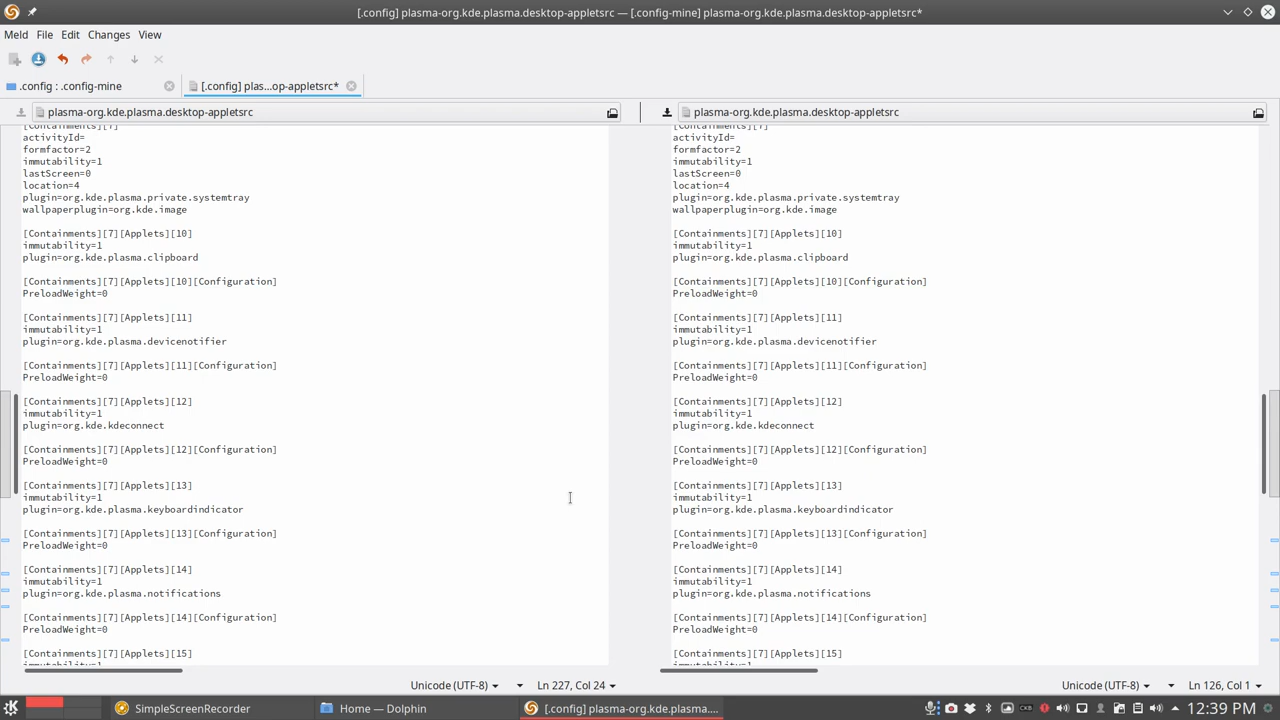 [.config] plasma-org.kde.plasma.desktop-appletsrc — [.config-mine] plasma-org.kde.plasma.desktop-appletsrc*
Meld File Edit Changes View
.config : .config-mine
[.config] plas...op-appletsrc*
plasma-org.kde.plasma.desktop-appletsrc
[Containments][7]
activityId=
formfactor=2
immutability=1
lastScreen=0
location=4
plugin=org.kde.plasma.private.systemtray
wallpaperplugin=org.kde.image
[Containments][7][Applets][10]
immutability=1
plugin=org.kde.plasma.clipboard
[Containments][7][Applets][10][Configuration]
PreloadWeight=0
[Containments][7][Applets][11]
immutability=1
plugin=org.kde.plasma.devicenotifier
[Containments][7][Applets][11][Configuration]
PreloadWeight=0
[Containments][7][Applets][12]
immutability=1
plugin=org.kde.kdeconnect
[Containments][7][Applets][12][Configuration]
PreloadWeight=0
[Containments][7][Applets][13]
immutability=1
plugin=org.kde.plasma.keyboardindicator
[Containments][7][Applets][13][Configuration]
PreloadWeight=0
[Containments][7][Applets][14]
immutability=1
plugin=org.kde.plasma.notifications
[Containments][7][Applets][14][Configuration]
PreloadWeight=0
[Containments][7][Applets][15]
immutability=1
Unicode (UTF-8) Ln 227, Col 24
plasma-org.kde.plasma.desktop-appletsrc
[Containments][7]
activityId=
formfactor=2
immutability=1
lastScreen=0
location=4
plugin=org.kde.plasma.private.systemtray
wallpaperplugin=org.kde.image
[Containments][7][Applets][10]
immutability=1
plugin=org.kde.plasma.clipboard
[Containments][7][Applets][10][Configuration]
PreloadWeight=0
[Containments][7][Applets][11]
immutability=1
plugin=org.kde.plasma.devicenotifier
[Containments][7][Applets][11][Configuration]
PreloadWeight=0
[Containments][7][Applets][12]
immutability=1
plugin=org.kde.kdeconnect
[Containments][7][Applets][12][Configuration]
PreloadWeight=0
[Containments][7][Applets][13]
immutability=1
plugin=org.kde.plasma.keyboardindicator
[Containments][7][Applets][13][Configuration]
PreloadWeight=0
[Containments][7][Applets][14]
immutability=1
plugin=org.kde.plasma.notifications
[Containments][7][Applets][14][Configuration]
PreloadWeight=0
[Containments][7][Applets][15]
immutability=1
Unicode (UTF-8) Ln 126, Col 1
SimpleScreenRecorder
Home — Dolphin
[.config] plasma-org.kde.plasma....
12:39 PM